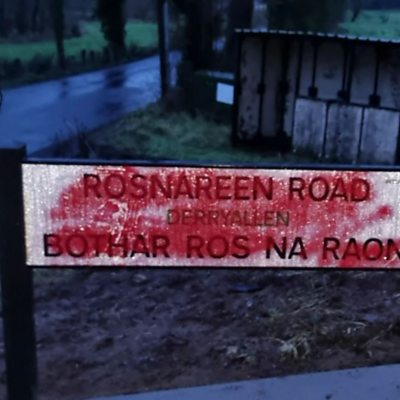 ROSNAREEN ROAD
DERRYALLEN
BOTHAR ROS NA RAON